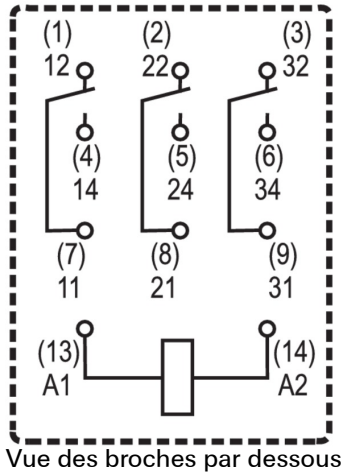 (1) (2) (3)
12 22 32
(4) (5) (6)
14 24 34
(7) (8) (9)
11 21 31
(13) (14)
A1 A2
Vue des broches par dessous